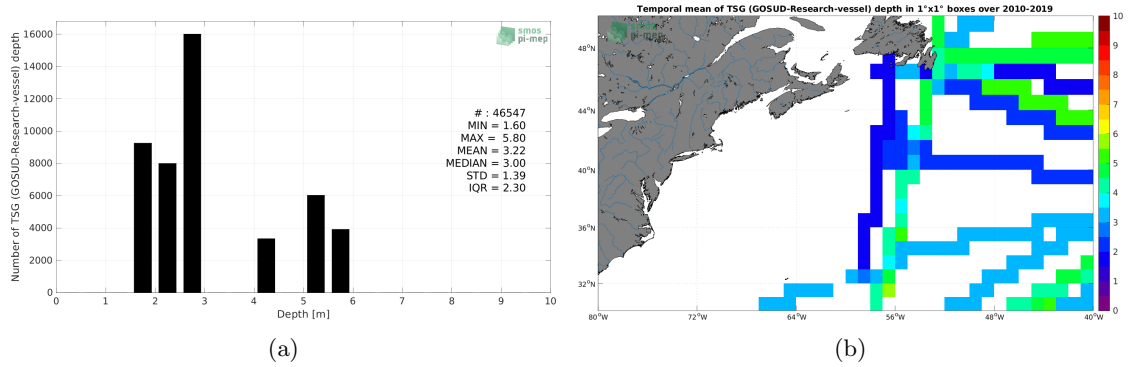 16000
14000
12000
10000
8000
6000
4000
2000
0
Number of TSG (GOSUD-Research-vessel) depth
0 1 2 3 4 5 6 7 8 9 10
Depth [m]
smos
pi-mep
# : 46547
MIN = 1.60
MAX = 5.80
MEAN = 3.22
MEDIAN = 3.00
STD = 1.39
IQR = 2.30
(a)
Temporal mean of TSG (GOSUD-Research-vessel) depth in 1°x1° boxes over 2010-2019
smos
pi-mep
48°N
44°N
40°N
36°N
32°N
80°W 72°W 64°W 56°W 48°W 40°W
10
9
8
7
6
5
4
3
2
1
0
(b)